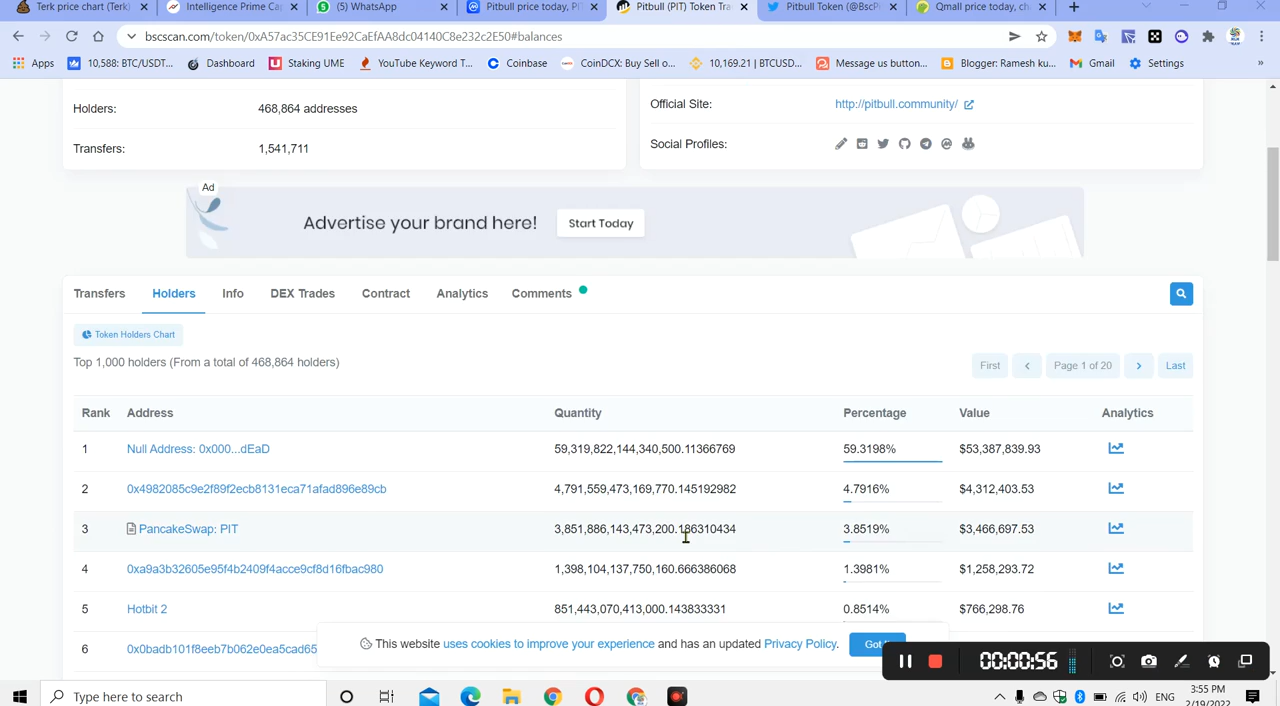 Terk price chart (Terk)
Intelligence Prime Cap
(5) WhatsApp
Pitbull price today, PI
Pitbull (PIT) Token Tra
Pitbull Token (@BscPi
Qmall price today, ch
bscscan.com/token/0xA57ac35CE91Ee92CaEfAA8dc04140C8e232c2E50#balances
Apps
10,588: BTC/USDT...
Dashboard
Staking UME
YouTube Keyword T...
Coinbase
CoinDCX: Buy Sell o...
10,169.21 | BTCUSD...
Message us button...
Blogger: Ramesh ku...
Gmail
Settings
»
Holders: 468,864 addresses
Official Site: http://pitbull.community/
Transfers: 1,541,711
Social Profiles:
Ad
Advertise your brand here! Start Today
Transfers Holders Info DEX Trades Contract Analytics Comments
Token Holders Chart
Top 1,000 holders (From a total of 468,864 holders)
First ‹ Page 1 of 20 › Last
Rank Address Quantity Percentage Value Analytics
1 Null Address: 0x000...dEaD 59,319,822,144,340,500.11366769 59.3198% $53,387,839.93
2 0x4982085c9e2f89f2ecb8131eca71afad896e89cb 4,791,559,473,169,770.145192982 4.7916% $4,312,403.53
3 PancakeSwap: PIT 3,851,886,143,473,200.186310434 3.8519% $3,466,697.53
4 0xa9a3b32605e95f4b2409f4acce9cf8d16fbac980 1,398,104,137,750,160.666386068 1.3981% $1,258,293.72
5 Hotbit 2 851,443,070,413,000.143833331 0.8514% $766,298.76
6 0x0badb101f8eeb7b062e0ea5cad65
This website uses cookies to improve your experience and has an updated Privacy Policy. Got
00:00:56
Type here to search
ENG
3:55 PM
2/19/2022